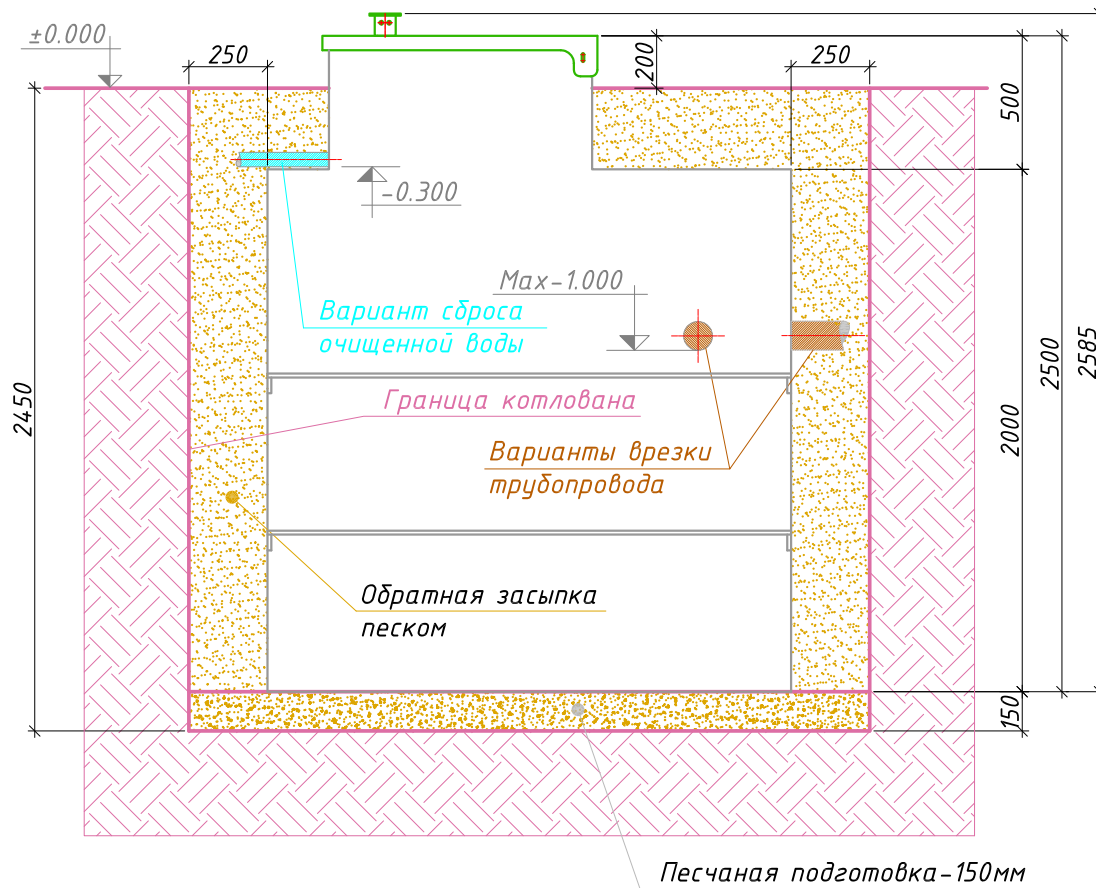 ±0.000
250
200
250
500
-0.300
Max-1.000
Вариант сброса
очищенной воды
2585
2500
Граница котлована
2450
2000
Варианты врезки
трубопровода
Обратная засыпка
песком
150
Песчаная подготовка-150мм